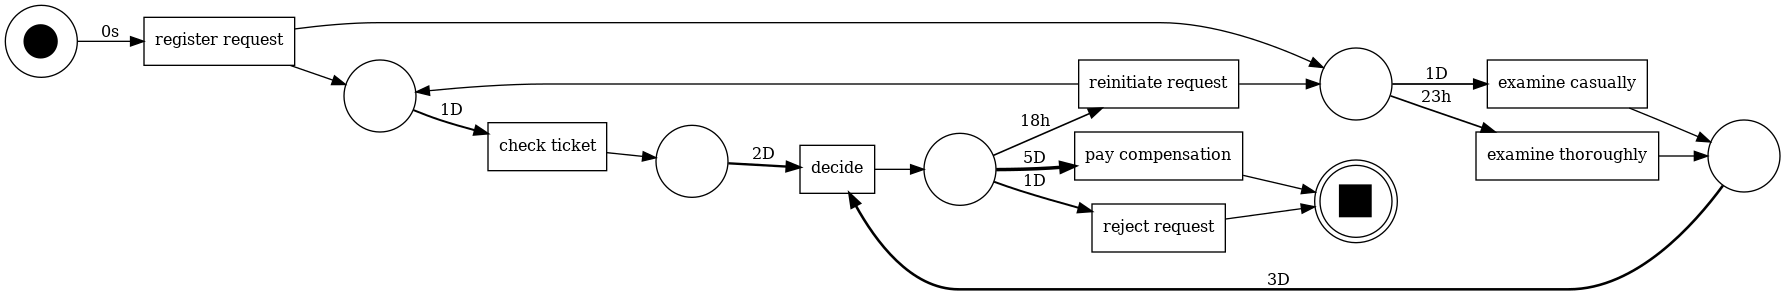 0s
register request
1D
check ticket
2D
decide
18h
5D
1D
reinitiate request
pay compensation
reject request
1D
23h
examine casually
examine thoroughly
3D